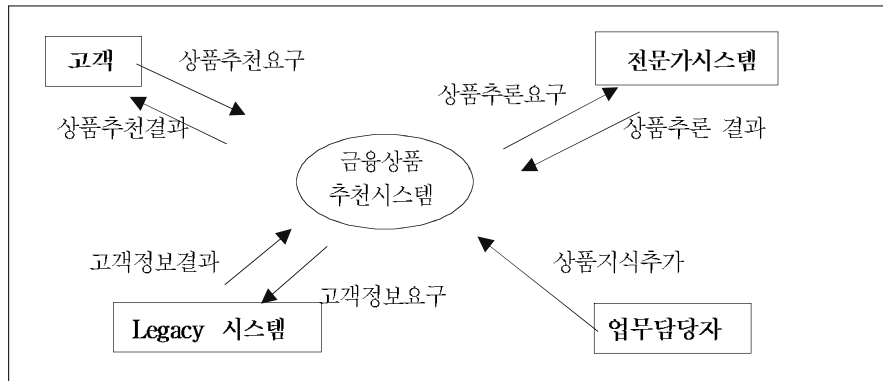 고객
상품추천요구
상품추천결과
전문가시스템
상품추론요구
상품추론 결과
금융상품
추천시스템
고객정보결과
고객정보요구
Legacy 시스템
상품지식추가
업무담당자